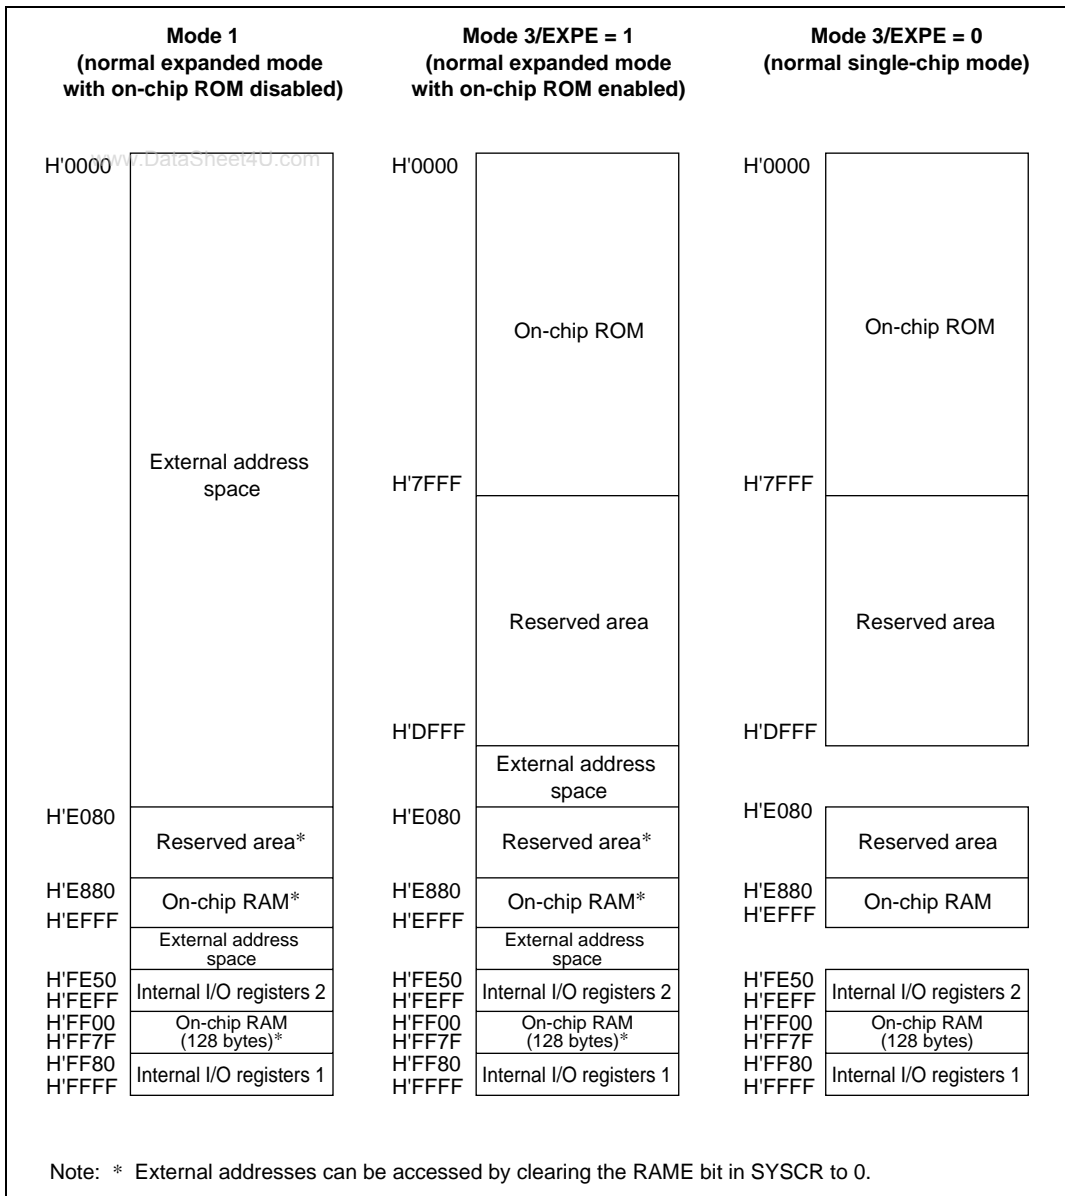 Mode 1
(normal expanded mode
with on-chip ROM disabled)
Mode 3/EXPE = 1
(normal expanded mode
with on-chip ROM enabled)
Mode 3/EXPE = 0
(normal single-chip mode)
www.DataSheet4U.com
H'0000
External address
space
H'E080
Reserved area*
H'E880
On-chip RAM*
H'EFFF
External address
space
H'FE50
Internal I/O registers 2
H'FEFF
H'FF00
On-chip RAM
(128 bytes)*
H'FF7F
H'FF80
Internal I/O registers 1
H'FFFF
H'0000
On-chip ROM
H'7FFF
Reserved area
H'DFFF
External address
space
H'E080
Reserved area*
H'E880
On-chip RAM*
H'EFFF
External address
space
H'FE50
Internal I/O registers 2
H'FEFF
H'FF00
On-chip RAM
(128 bytes)*
H'FF7F
H'FF80
Internal I/O registers 1
H'FFFF
H'0000
On-chip ROM
H'7FFF
Reserved area
H'DFFF
H'E080
Reserved area
H'E880
On-chip RAM
H'EFFF
H'FE50
Internal I/O registers 2
H'FEFF
H'FF00
On-chip RAM
(128 bytes)
H'FF7F
H'FF80
Internal I/O registers 1
H'FFFF
Note: * External addresses can be accessed by clearing the RAME bit in SYSCR to 0.